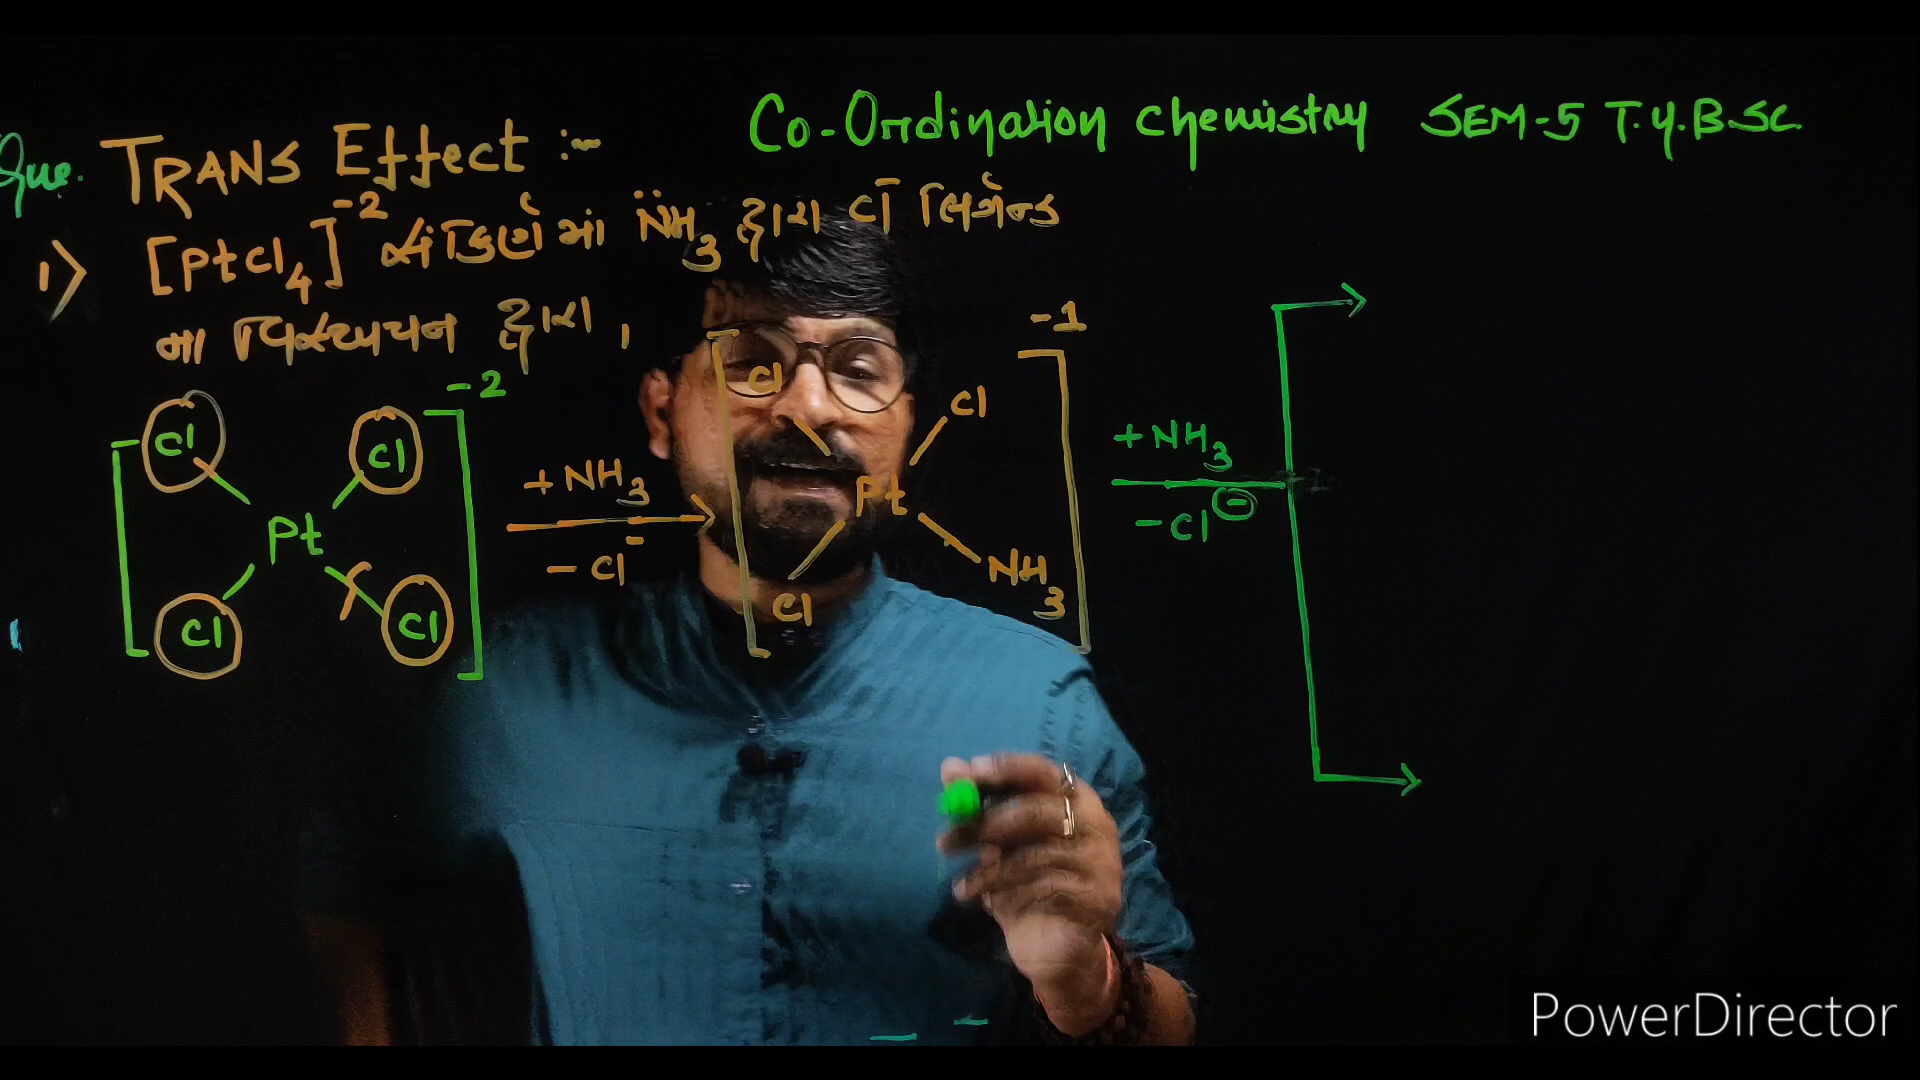 Co-Ordination chemistry SEM-5 T.Y.B.SC
Que. TRANS Effect :-
1) [PtCl4]-2 સંકિર્ણ માં N̈H3 દ્વારા Cl- લિગેન્ડ
ના વિસ્થાપન દ્વારા,
-2
Cl Cl
Pt
Cl Cl
+NH3
-Cl-
-1
Cl Cl
Pt
Cl NH3
+NH3
-Cl-
PowerDirector